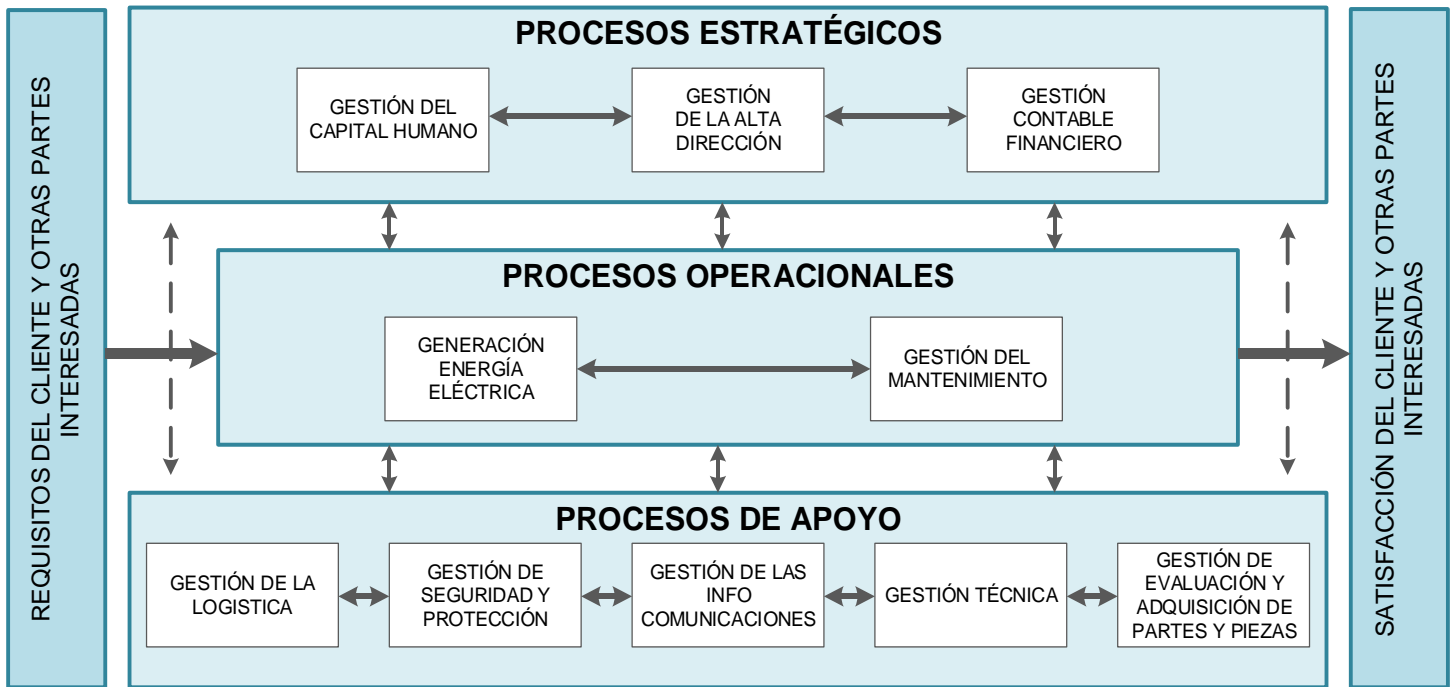 REQUISITOS DEL CLIENTE Y OTRAS PARTES
INTERESADAS
PROCESOS ESTRATÉGICOS
GESTIÓN DEL
CAPITAL HUMANO
GESTIÓN
DE LA ALTA
DIRECCIÓN
GESTIÓN
CONTABLE
FINANCIERO
PROCESOS OPERACIONALES
GENERACIÓN
ENERGÍA
ELÉCTRICA
GESTIÓN DEL
MANTENIMIENTO
PROCESOS DE APOYO
GESTIÓN DE LA
LOGISTICA
GESTIÓN DE
SEGURIDAD Y
PROTECCIÓN
GESTIÓN DE LAS
INFO
COMUNICACIONES
GESTIÓN TÉCNICA
GESTIÓN DE
EVALUACIÓN Y
ADQUISICIÓN DE
PARTES Y PIEZAS
SATISFACCIÓN DEL CLIENTE Y OTRAS PARTES
INTERESADAS